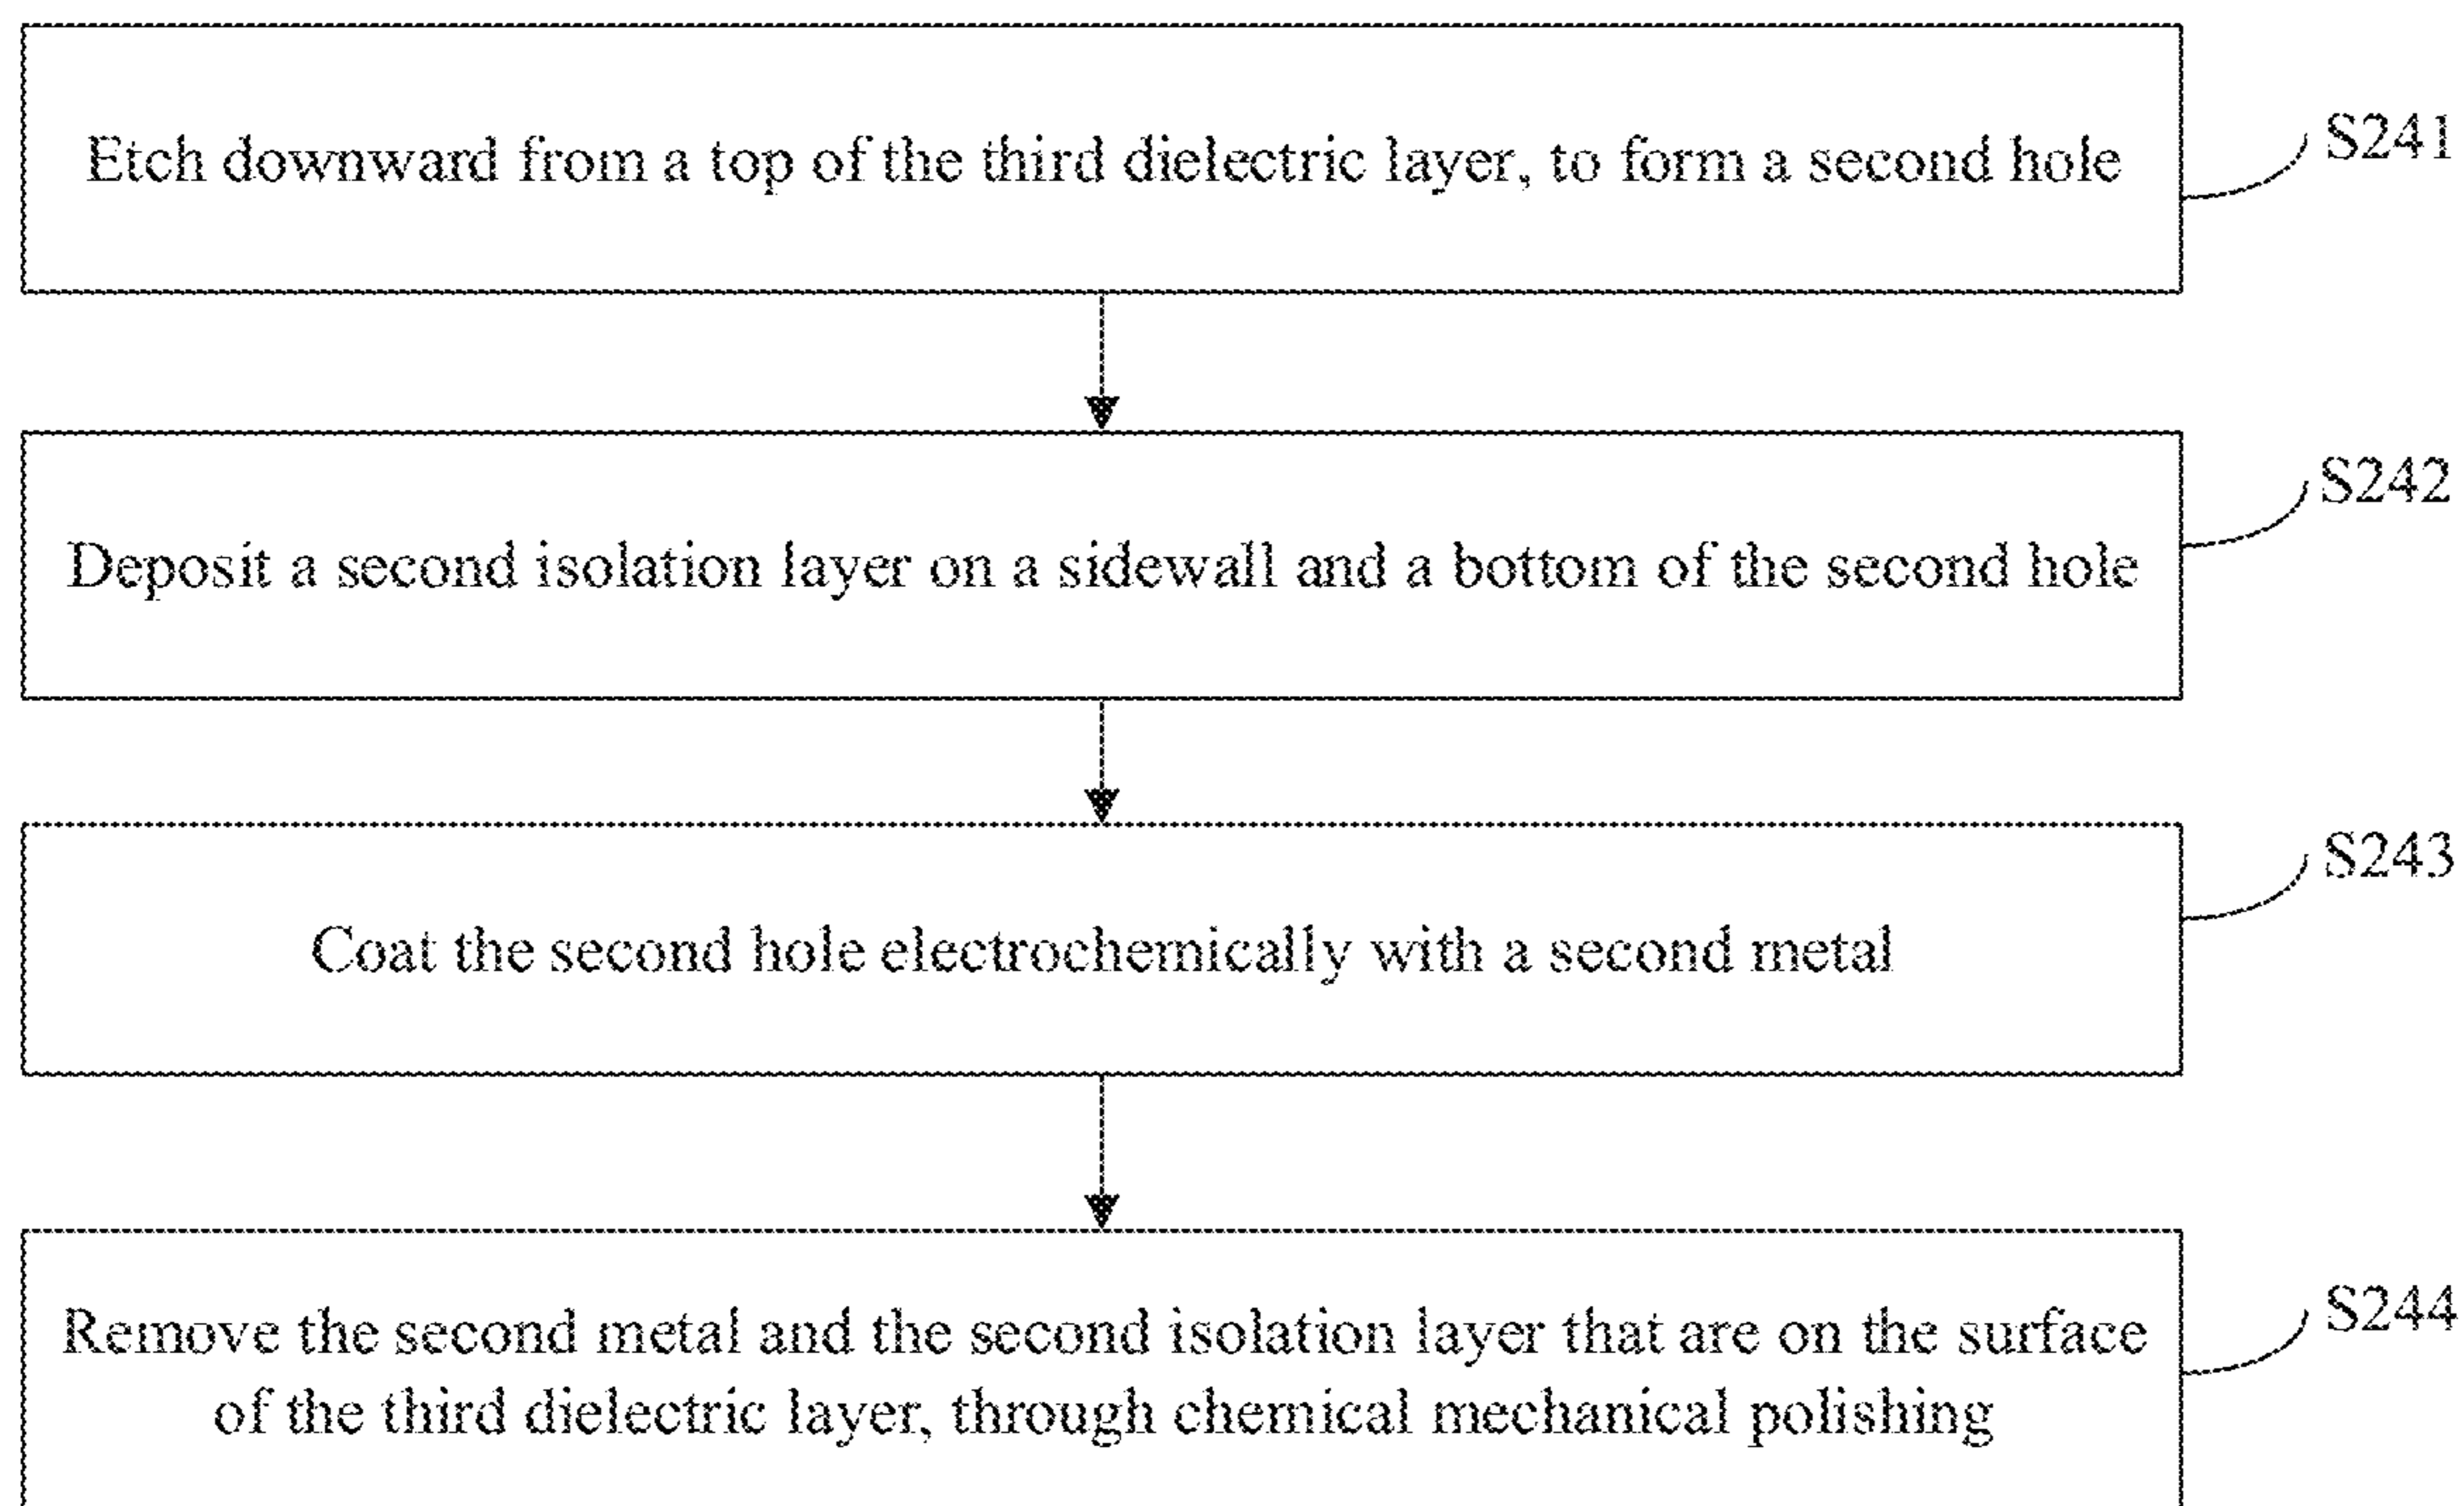 Etch downward from a top of the third dielectric layer, to form a second hole
S241
Deposit a second isolation layer on a sidewall and a bottom of the second hole
S242
Coat the second hole electrochemically with a second metal
S243
Remove the second metal and the second isolation layer that are on the surface
of the third dielectric layer, through chemical mechanical polishing
S244